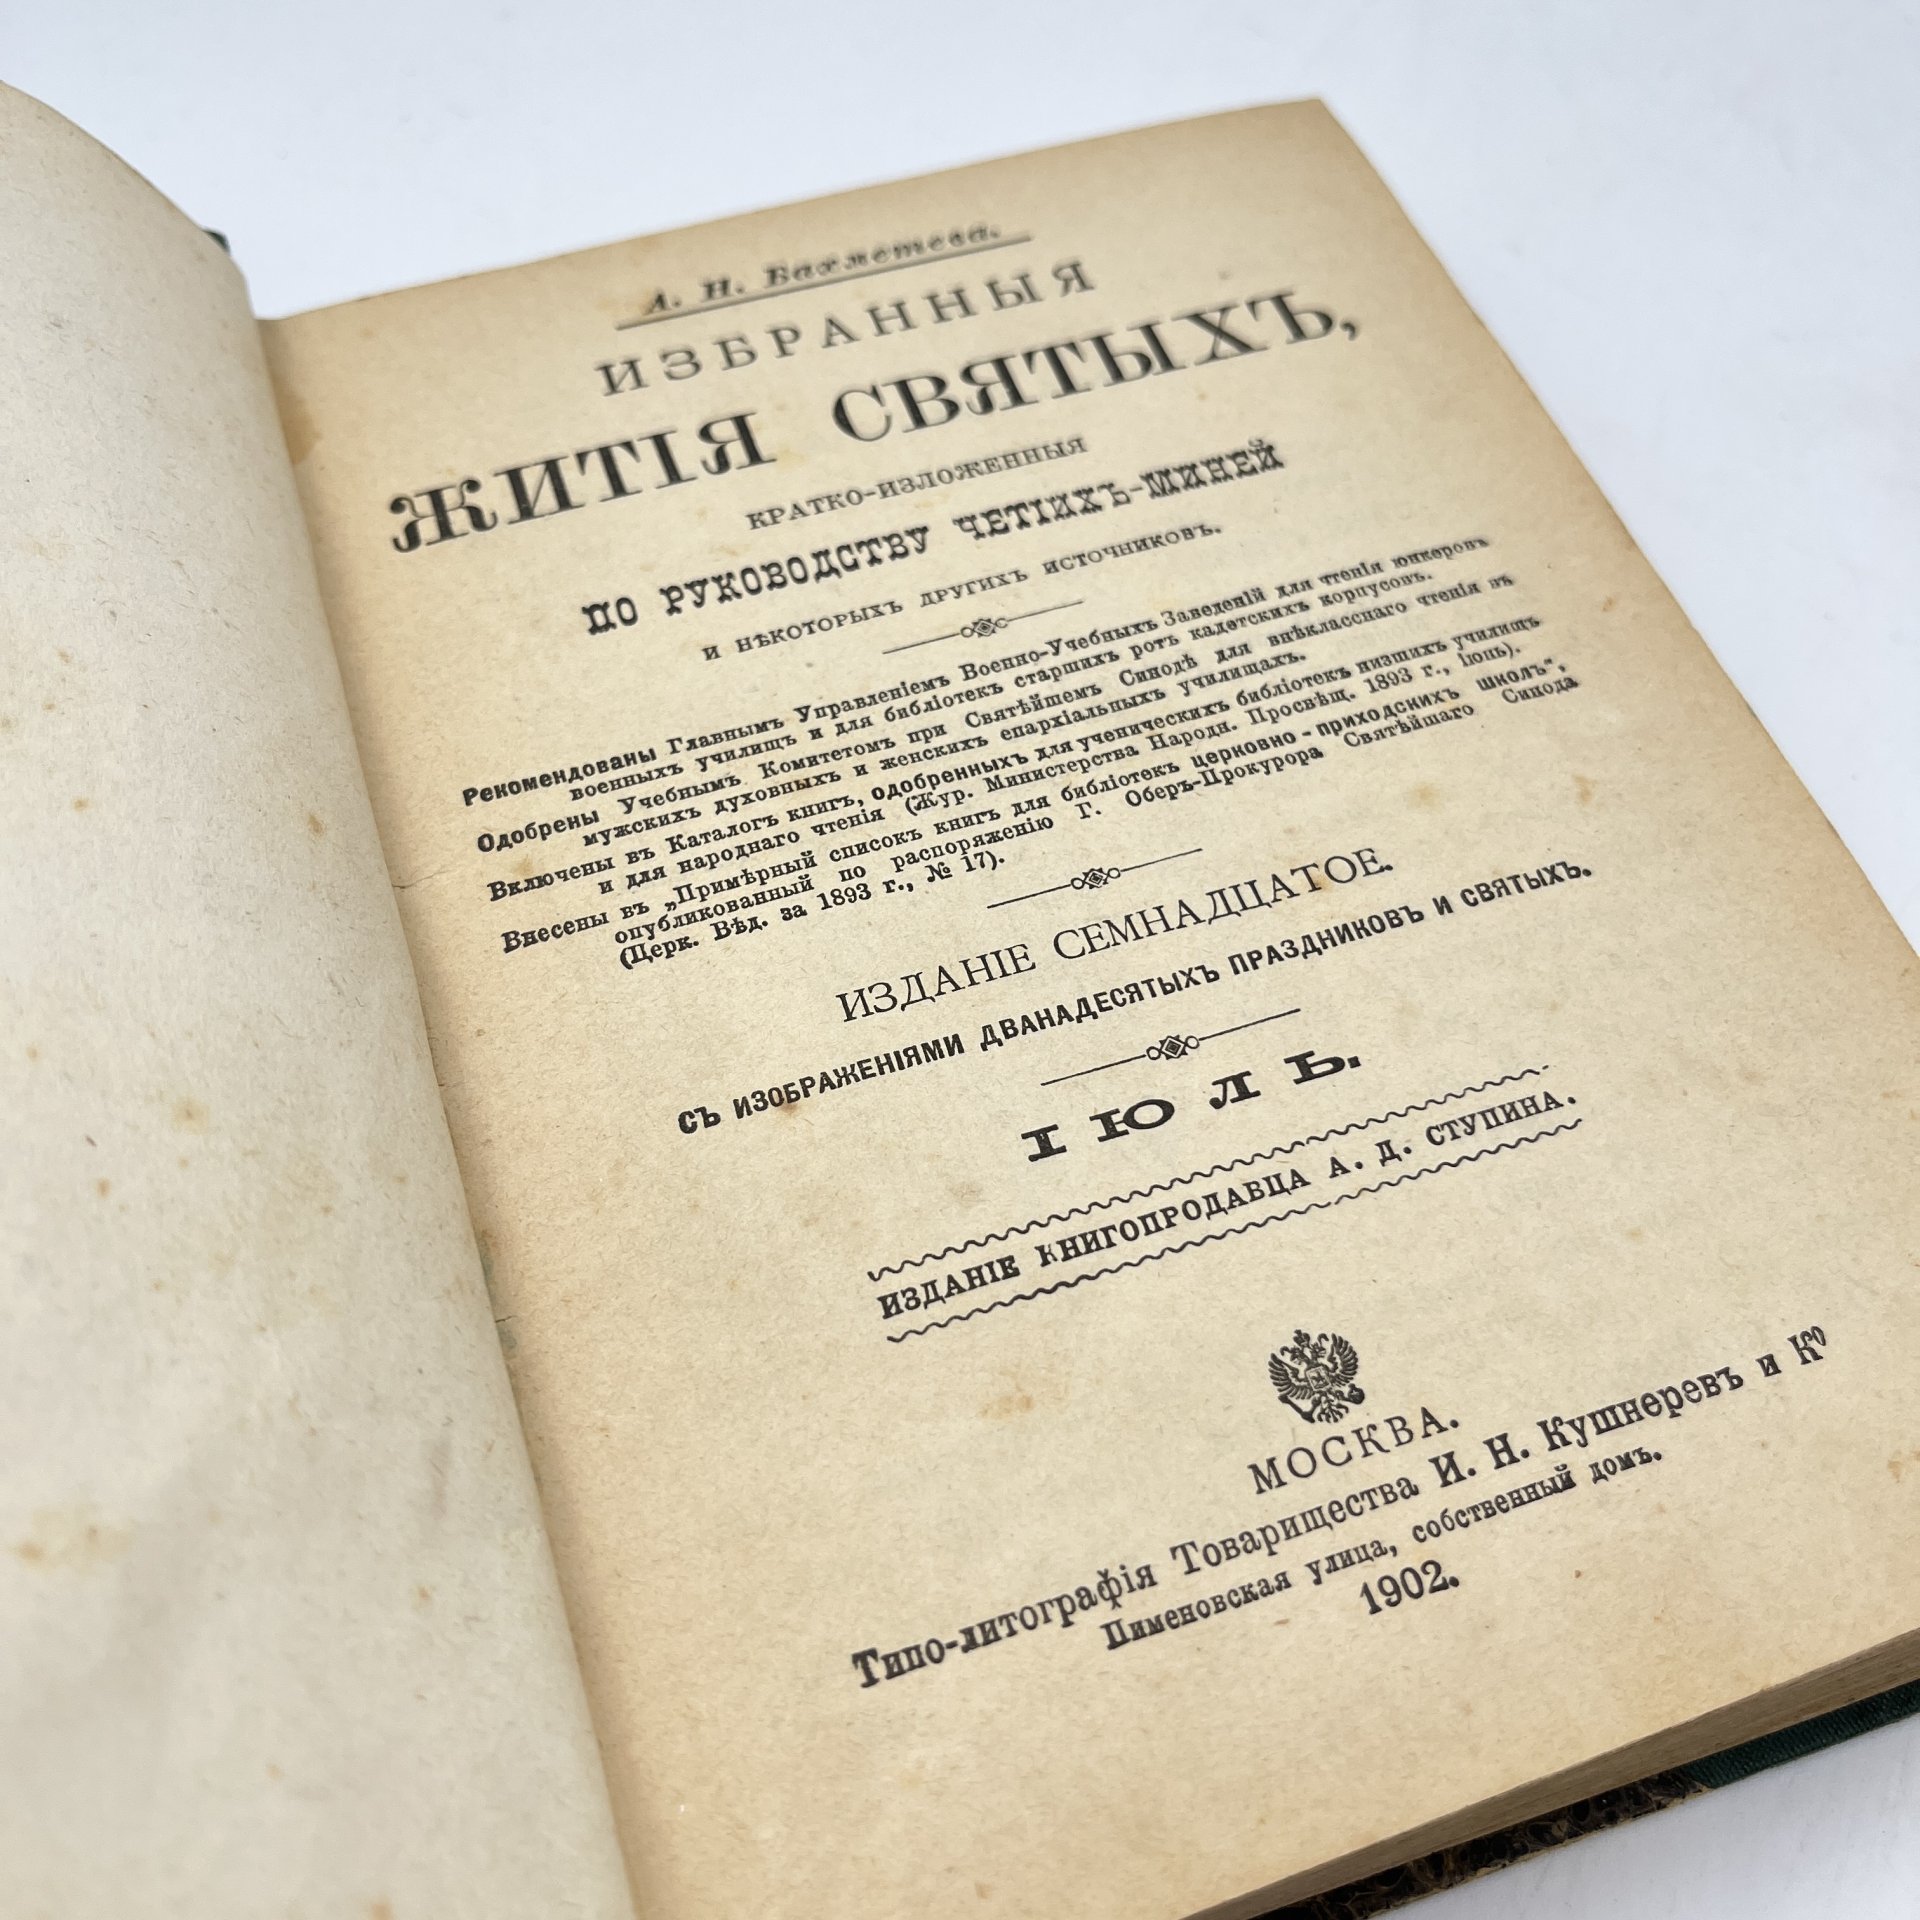 А. Н. Бахметева.
ИЗБРАННЫЯ
ЖИТІЯ СВЯТЫХЪ,
КРАТКО-ИЗЛОЖЕННЫЯ
ПО РУКОВОДСТВУ ЧЕТІИХЪ-МИНЕЙ
И НѢКОТОРЫХЪ ДРУГИХЪ ИСТОЧНИКОВЪ.
Рекомендованы Главнымъ Управленіемъ Военно-Учебныхъ Заведеній для чтенія юнкеровъ
военныхъ училищъ и для библіотекъ старшихъ ротъ кадетскихъ корпусовъ.
Одобрены Учебнымъ Комитетомъ при Святѣйшемъ Синодѣ для внѣкласснаго чтенія въ
мужскихъ духовныхъ и женскихъ епархіальныхъ училищахъ.
Включены въ Каталогъ книгъ, одобренныхъ для ученическихъ библіотекъ низшихъ училищъ
и для народнаго чтенія (Жур. Министерства Народн. Просвѣщ. 1893 г., іюнь).
Внесены въ „Примѣрный списокъ книгъ для библіотекъ церковно-приходскихъ школъ“,
опубликованный по распоряженію Г. Оберъ-Прокурора Святѣйшаго Синода
(Церк. Вѣд. за 1893 г., № 17).
ИЗДАНІЕ СЕМНАДЦАТОЕ.
СЪ ИЗОБРАЖЕНІЯМИ ДВАНАДЕСЯТЫХЪ ПРАЗДНИКОВЪ И СВЯТЫХЪ.
ІЮЛЬ.
ИЗДАНІЕ КНИГОПРОДАВЦА А. Д. СТУПИНА.
МОСКВА.
Типо-литографія Товарищества И. Н. Кушнеревъ и Кº
Пименовская улица, собственный домъ.
1902.